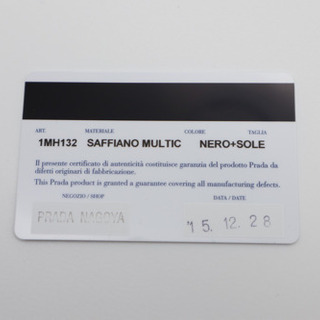 ART. MATERIALE COLORE TAGLIA
1MH132 SAFFIANO MULTIC NERO+SOLE
Il presente certificato di autenticità costituisce garanzia del prodotto Prada da
difetti originari di fabbricazione.
This Prada product is granted a guarantee covering all manufacturing defects.
NEGOZIO / SHOP DATA / DATE
PRADA NAGOYA '15. 12. 28